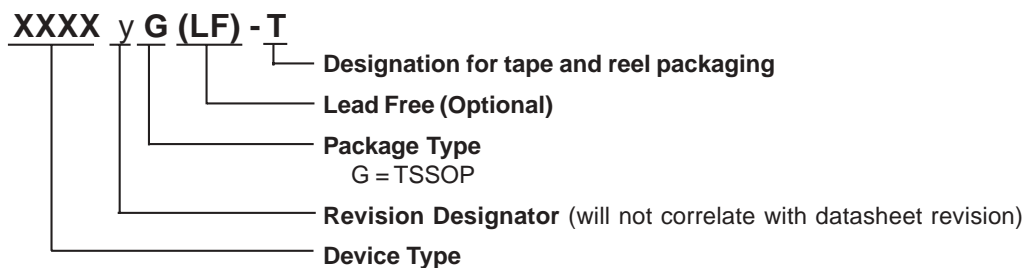 XXXX y G (LF) - T
Designation for tape and reel packaging
Lead Free (Optional)
Package Type
G = TSSOP
Revision Designator (will not correlate with datasheet revision)
Device Type